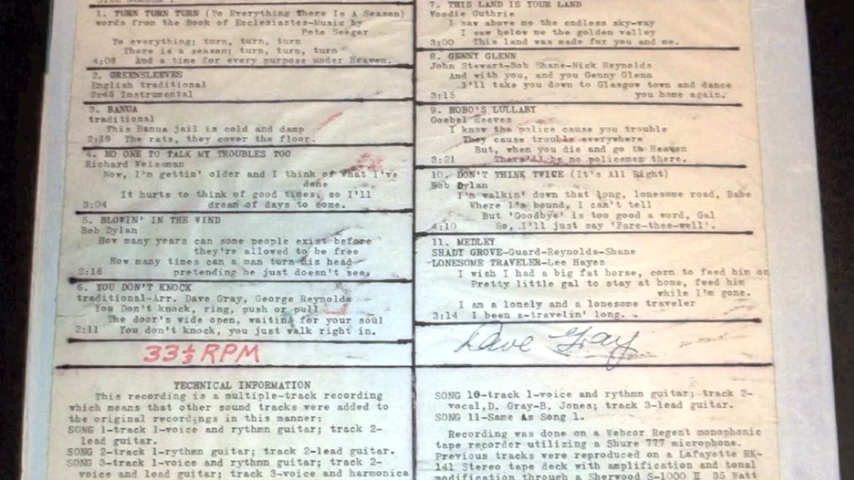 1. TURN TURN TURN (To Everything There Is A Season)
words from the Book of Ecclesiastes-Music by
Pete Seeger
To everything; turn, turn, turn
There is a season; turn, turn, turn
4:08 And a time for every purpose under Heaven.
2. GREENSLEEVES
English traditional
2:48 Instrumental
3. BANUA
traditional
This Banua jail is cold and damp
2:19 The rats, they cover the floor.
4. NO ONE TO TALK MY TROUBLES TOO
Richard Weissman
Now, I'm gettin' older and I think of what I've
done
It hurts to think of good times, so I'll
3:04 dream of days to come.
5. BLOWIN' IN THE WIND
Bob Dylan
How many years can some people exist before
they're allowed to be free
How many times can a man turn his head
2:16 pretending he just doesn't see.
6. YOU DON'T KNOCK
traditional-Arr. Dave Gray, George Reynolds
You Don't knock, ring, push or pull
The door's wide open, waiting for your soul
2:11 You don't knock, you just walk right in.
33⅓ RPM
7. THIS LAND IS YOUR LAND
Woodie Guthrie
I saw above me the endless sky-way
I saw below me the golden valley
3:00 This land was made for you and me.
8. GENNY GLENN
John Stewart-Bob Shane-Nick Reynolds
And with you, and you Genny Glenn
I'll take you down to Glasgow town and dance
3:15 you home again.
9. HOBO'S LULLABY
Goebel Reeves
I know the police cause you trouble
They cause trouble everywhere
But, when you die and go to Heaven
3:21 There'll be no policemen there.
10. DON'T THINK TWICE (It's All Right)
Bob Dylan
I'm walkin' down that long, lonesome road, Babe
Where I'm bound, I can't tell
But 'Goodbye' is too good a word, Gal
4:10 So, I'll just say 'Fare-thee-well'.
11. MEDLEY
SHADY GROVE-Guard-Reynolds-Shane
LONESOME TRAVELER-Lee Hayes
I wish I had a big fat horse, corn to feed him on
Pretty little gal to stay at home, feed him
while I'm gone.
I am a lonely and a lonesome traveler
3:14 I been a-travelin' long.
Dave Gray
TECHNICAL INFORMATION
This recording is a multiple-track recording
which means that other sound tracks were added to
the original recordings in this manner:
SONG 1-track 1-voice and rythmn guitar; track 2-
lead guitar.
SONG 2-track 1-rythmn guitar; track 2-lead guitar.
SONG 3-track 1-voice and rythmn guitar; track 2-
voice and lead guitar; track 3-voice and harmonica
SONG 10-track 1-voice and rythmn guitar; track 2-
vocal,D. Gray-B. Jones; track 3-lead guitar.
SONG 11-Same As Song 1.
Recording was done on a Webcor Regent monophonic
tape recorder utilizing a Shure 777 microphone.
Previous tracks were reproduced on a Lafayette RK-
141 Stereo tape deck with amplification and tonal
modification through a Sherwood S-1000 II 35 Watt